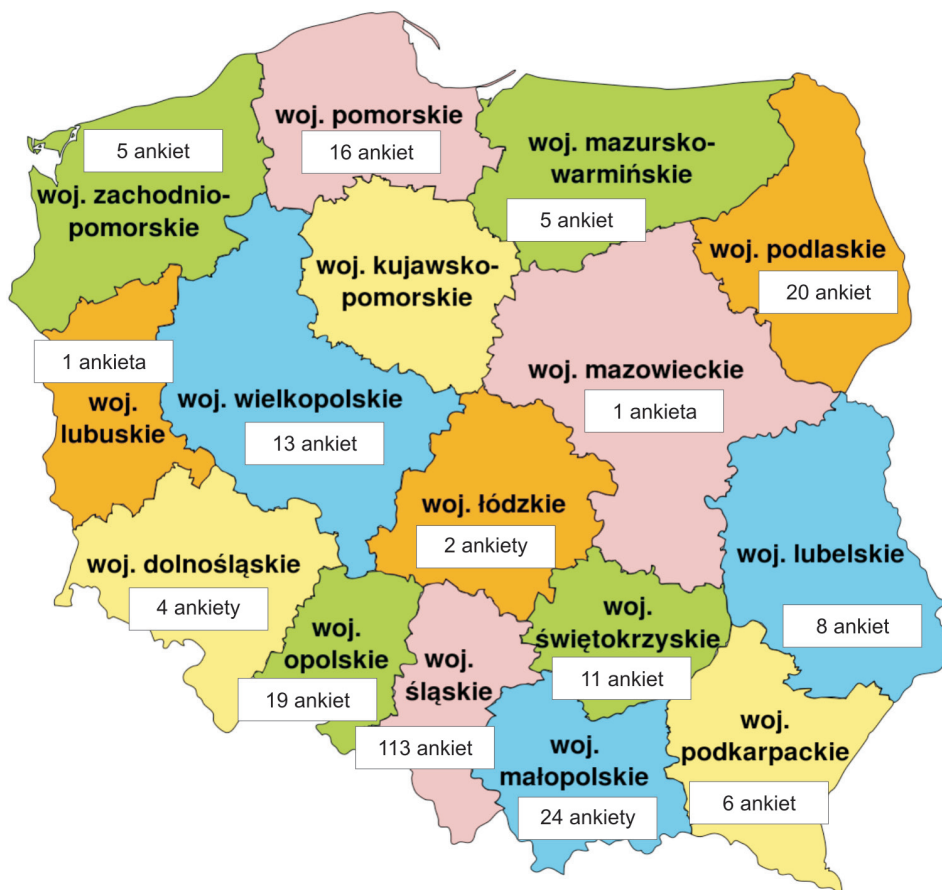 woj. pomorskie
16 ankiet
5 ankiet
woj. zachodnio-
pomorskie
woj. mazursko-
warmińskie
5 ankiet
woj. podlaskie
20 ankiet
woj. kujawsko-
pomorskie
1 ankieta
woj.
lubuskie
woj. wielkopolskie
13 ankiet
woj. mazowieckie
1 ankieta
woj. łódzkie
2 ankiety
woj. dolnośląskie
4 ankiety
woj. lubelskie
8 ankiet
woj.
opolskie
19 ankiet
woj.
śląskie
113 ankiet
woj.
świętokrzyskie
11 ankiet
woj.
małopolskie
24 ankiety
woj.
podkarpackie
6 ankiet